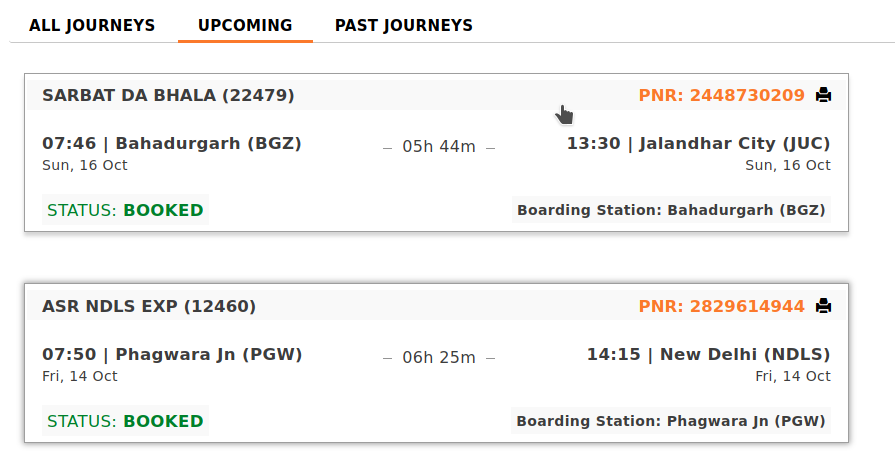 ALL JOURNEYS UPCOMING PAST JOURNEYS
SARBAT DA BHALA (22479) PNR: 2448730209
07:46 | Bahadurgarh (BGZ) – 05h 44m – 13:30 | Jalandhar City (JUC)
Sun, 16 Oct Sun, 16 Oct
STATUS: BOOKED Boarding Station: Bahadurgarh (BGZ)
ASR NDLS EXP (12460) PNR: 2829614944
07:50 | Phagwara Jn (PGW) – 06h 25m – 14:15 | New Delhi (NDLS)
Fri, 14 Oct Fri, 14 Oct
STATUS: BOOKED Boarding Station: Phagwara Jn (PGW)